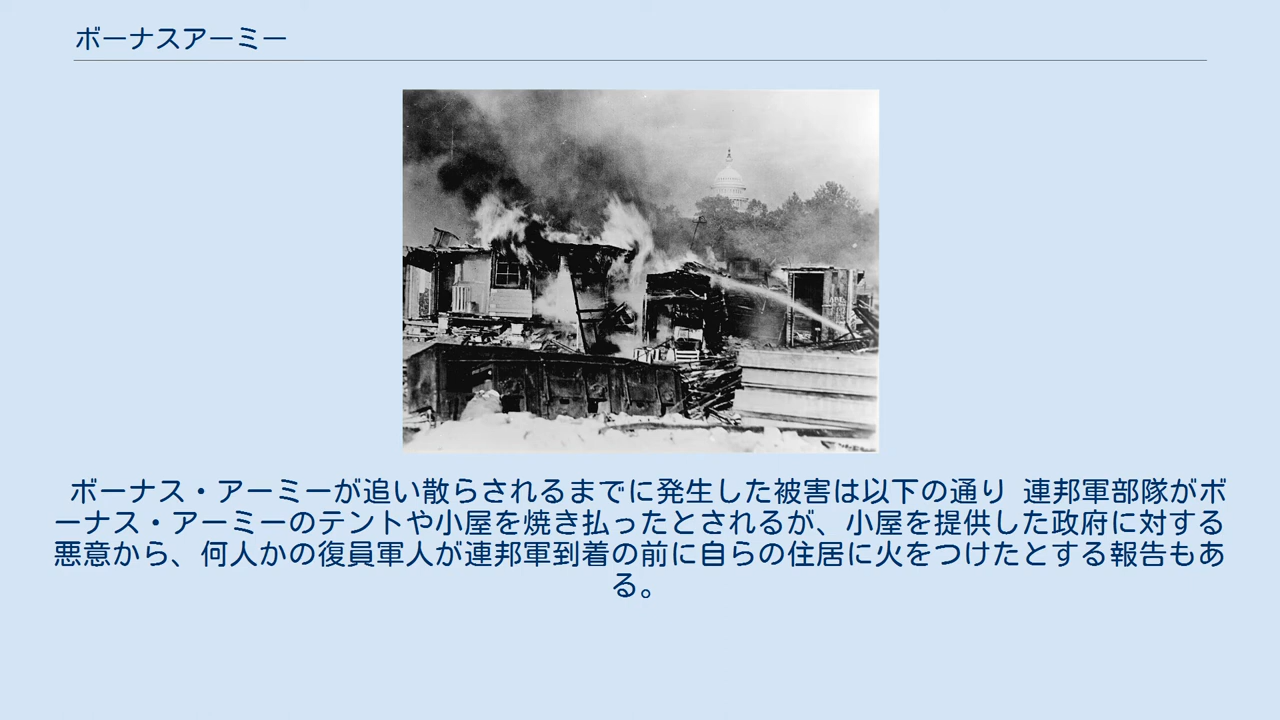 ボーナスアーミー
ボーナス・アーミーが追い散らされるまでに発生した被害は以下の通り 連邦軍部隊がボ
ーナス・アーミーのテントや小屋を焼き払ったとされるが、小屋を提供した政府に対する
悪意から、何人かの復員軍人が連邦軍到着の前に自らの住居に火をつけたとする報告もあ
る。